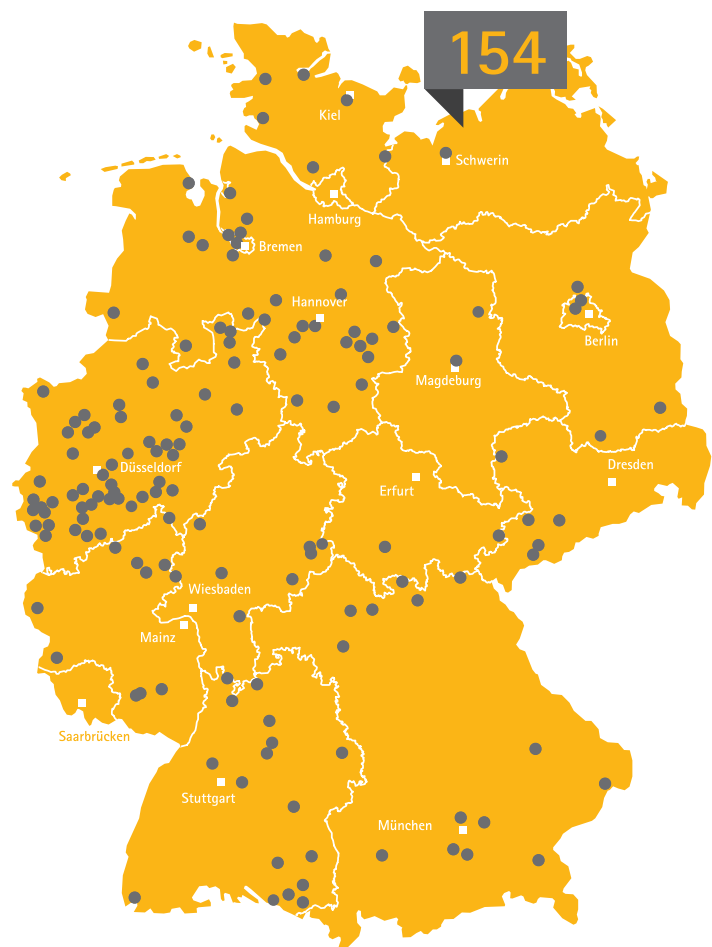 154
Kiel
Schwerin
Hamburg
Bremen
Hannover
Berlin
Magdeburg
Düsseldorf
Dresden
Erfurt
Wiesbaden
Mainz
Saarbrücken
Stuttgart
München